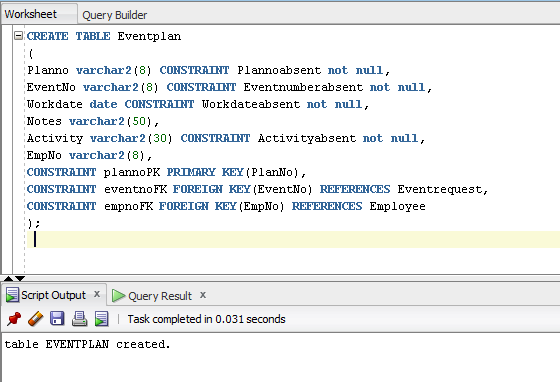 Worksheet Query Builder
CREATE TABLE Eventplan
(
Planno varchar2(8) CONSTRAINT Plannoabsent not null,
EventNo varchar2(8) CONSTRAINT Eventnumberabsent not null,
Workdate date CONSTRAINT Workdateabsent not null,
Notes varchar2(50),
Activity varchar2(30) CONSTRAINT Activityabsent not null,
EmpNo varchar2(8),
CONSTRAINT plannoPK PRIMARY KEY(PlanNo),
CONSTRAINT eventnoFK FOREIGN KEY(EventNo) REFERENCES Eventrequest,
CONSTRAINT empnoFK FOREIGN KEY(EmpNo) REFERENCES Employee
);
Script Output x Query Result x
Task completed in 0.031 seconds
table EVENTPLAN created.